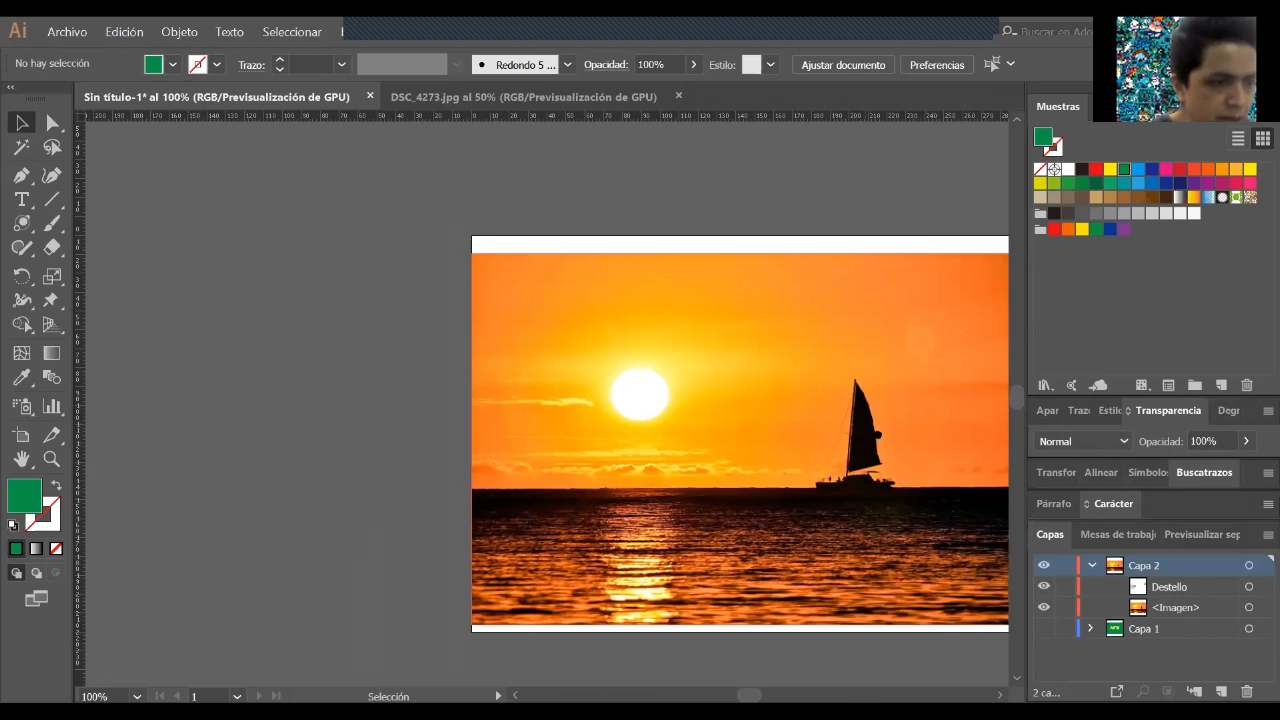 Ai Archivo Edición Objeto Texto Seleccionar
Buscar en Ado
No hay selección Trazo: Redondo 5 ... Opacidad: 100% Estilo: Ajustar documento Preferencias
Sin título-1* al 100% (RGB/Previsualización de GPU) × DSC_4273.jpg al 50% (RGB/Previsualización de GPU) ×
Muestras
Apar Traz Estilo Transparencia Degr
Normal Opacidad: 100%
Transfor Alinear Símbolos Buscatrazos
Párrafo Carácter
Capas Mesas de trabajo Previsualizar sep
Capa 2
Destello
<Imagen>
Capa 1
100% 1 Selección
2 ca...